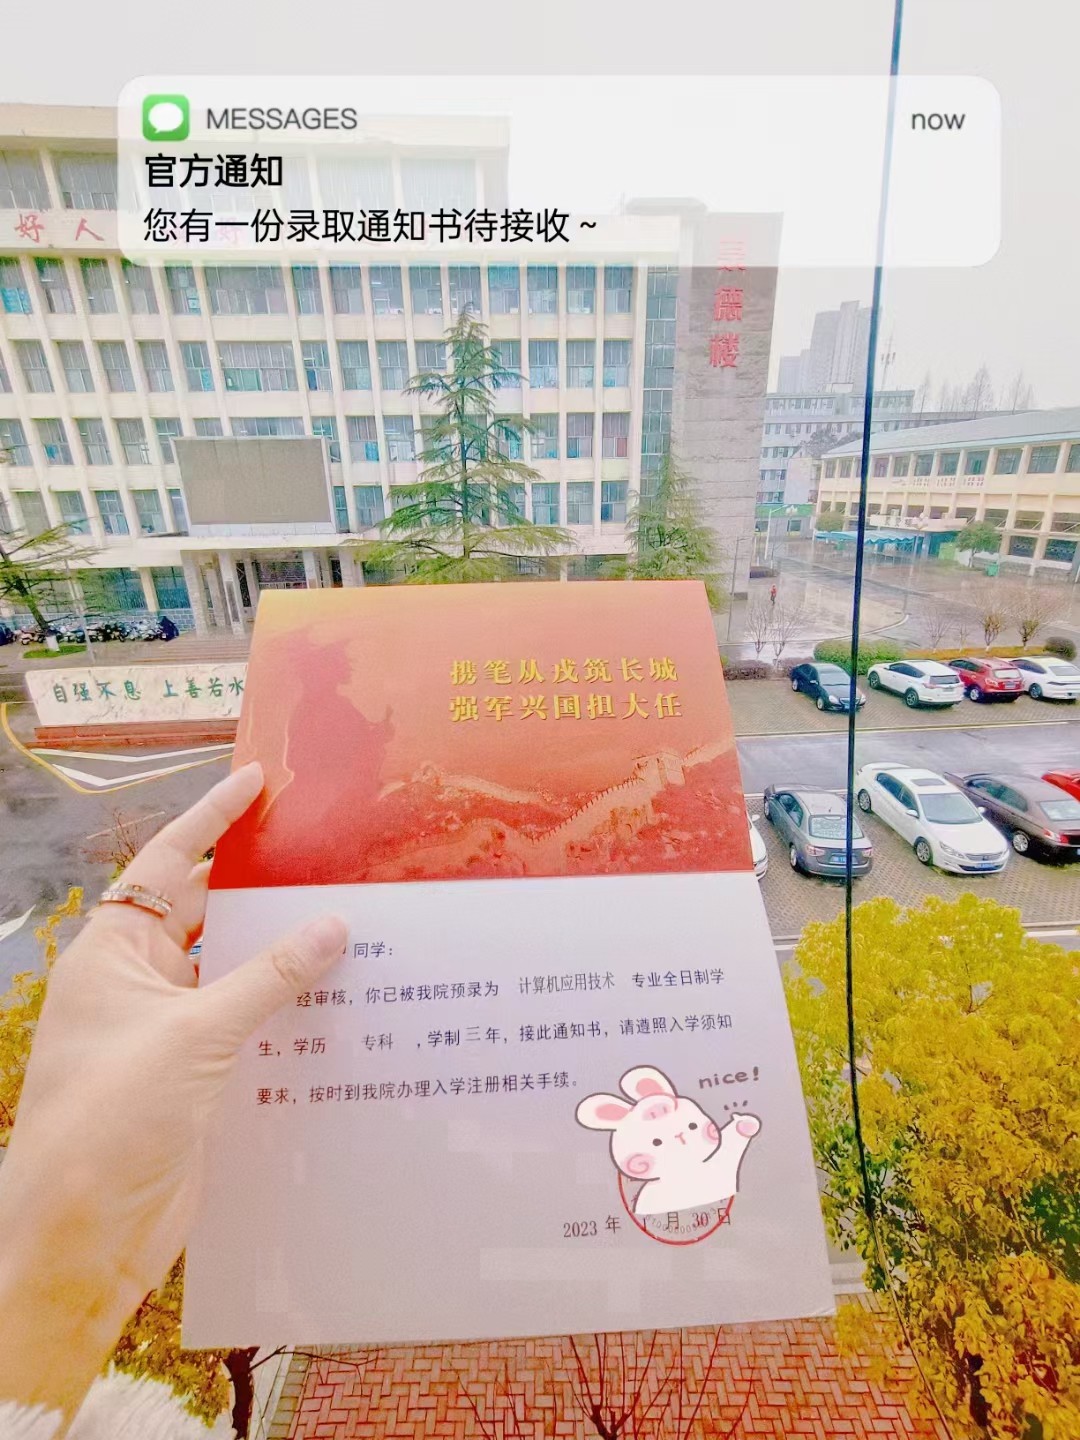 MESSAGES
now
官方通知
您有一份录取通知书待接收~
好人
崇德楼
自强不息 上善若水
携笔从戎筑长城
强军兴国担大任
同学：
经审核，你已被我院预录为 计算机应用技术 专业全日制学
生，学历 专科 ，学制三年，接此通知书，请遵照入学须知
要求，按时到我院办理入学注册相关手续。
nice!
2023 年 1 月 30 日